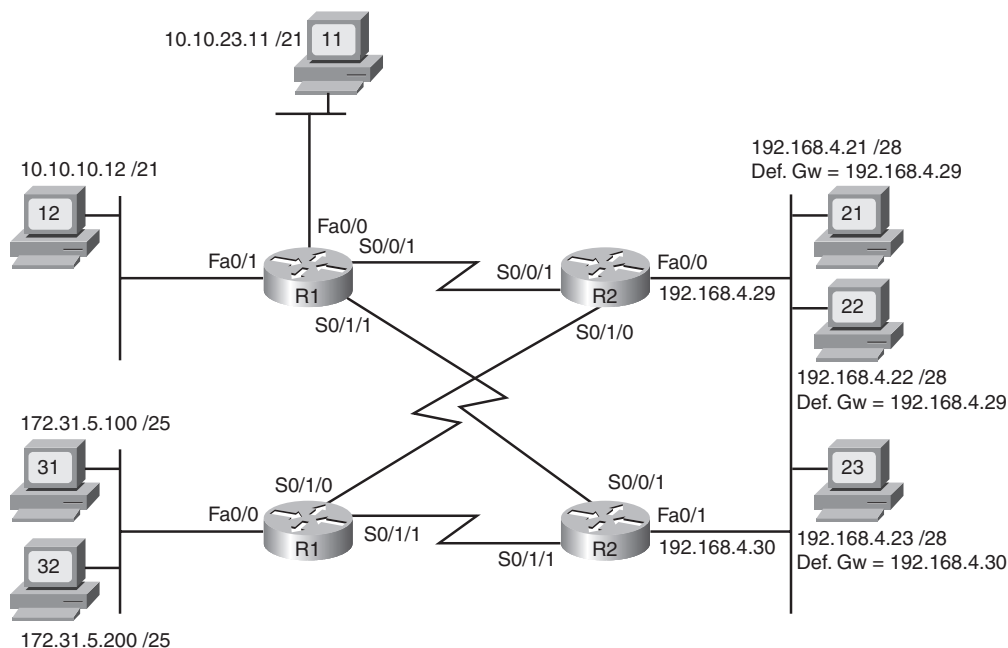 10.10.23.11 /21
11
10.10.10.12 /21
12
192.168.4.21 /28
Def. Gw = 192.168.4.29
21
Fa0/0
S0/0/1
Fa0/1
R1
S0/0/1
R2
Fa0/0
192.168.4.29
22
S0/1/1
S0/1/0
192.168.4.22 /28
Def. Gw = 192.168.4.29
172.31.5.100 /25
31
23
S0/1/0
Fa0/0
R1
S0/1/1
S0/0/1
Fa0/1
R2
192.168.4.30
S0/1/1
192.168.4.23 /28
Def. Gw = 192.168.4.30
32
172.31.5.200 /25